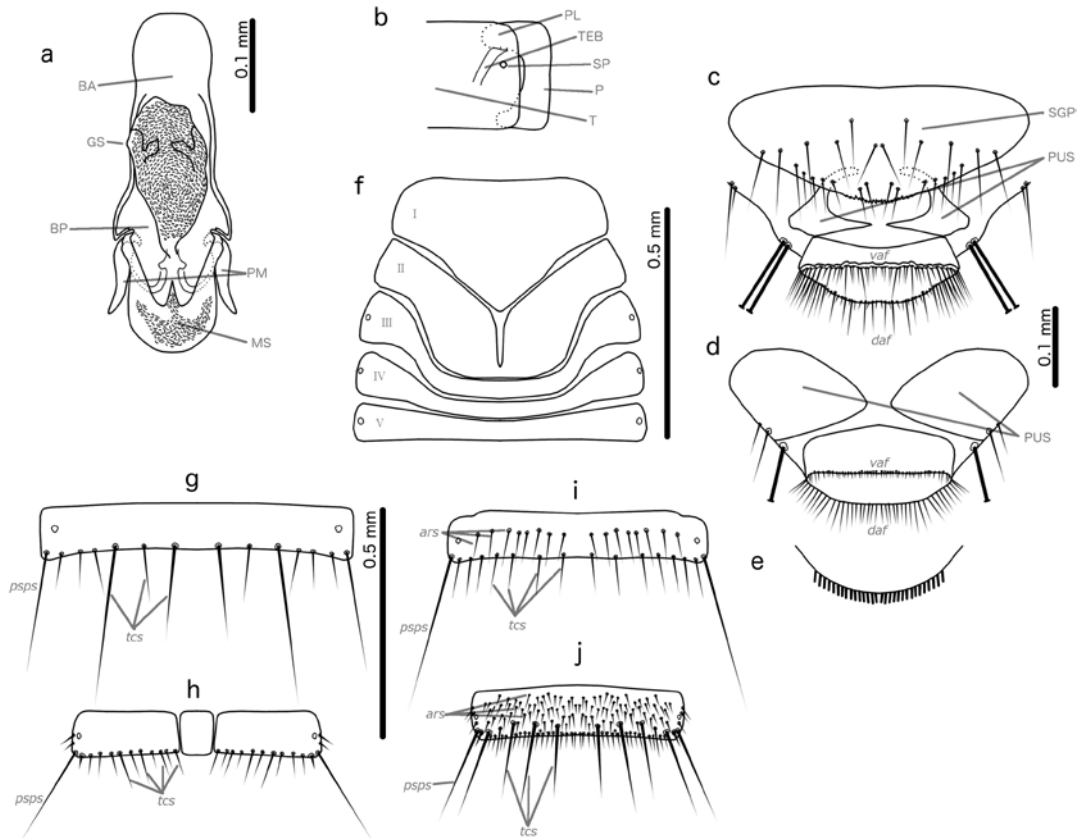 a
BA
GS
BP
PM
MS
0.1 mm
b
PL
TEB
SP
P
T
c
SGP
PUS
vaf
daf
0.1 mm
d
PUS
vaf
daf
e
f
I
II
III
IV
V
0.5 mm
g
psps
tcs
0.5 mm
h
psps
tcs
i
ars
psps
tcs
j
ars
psps
tcs